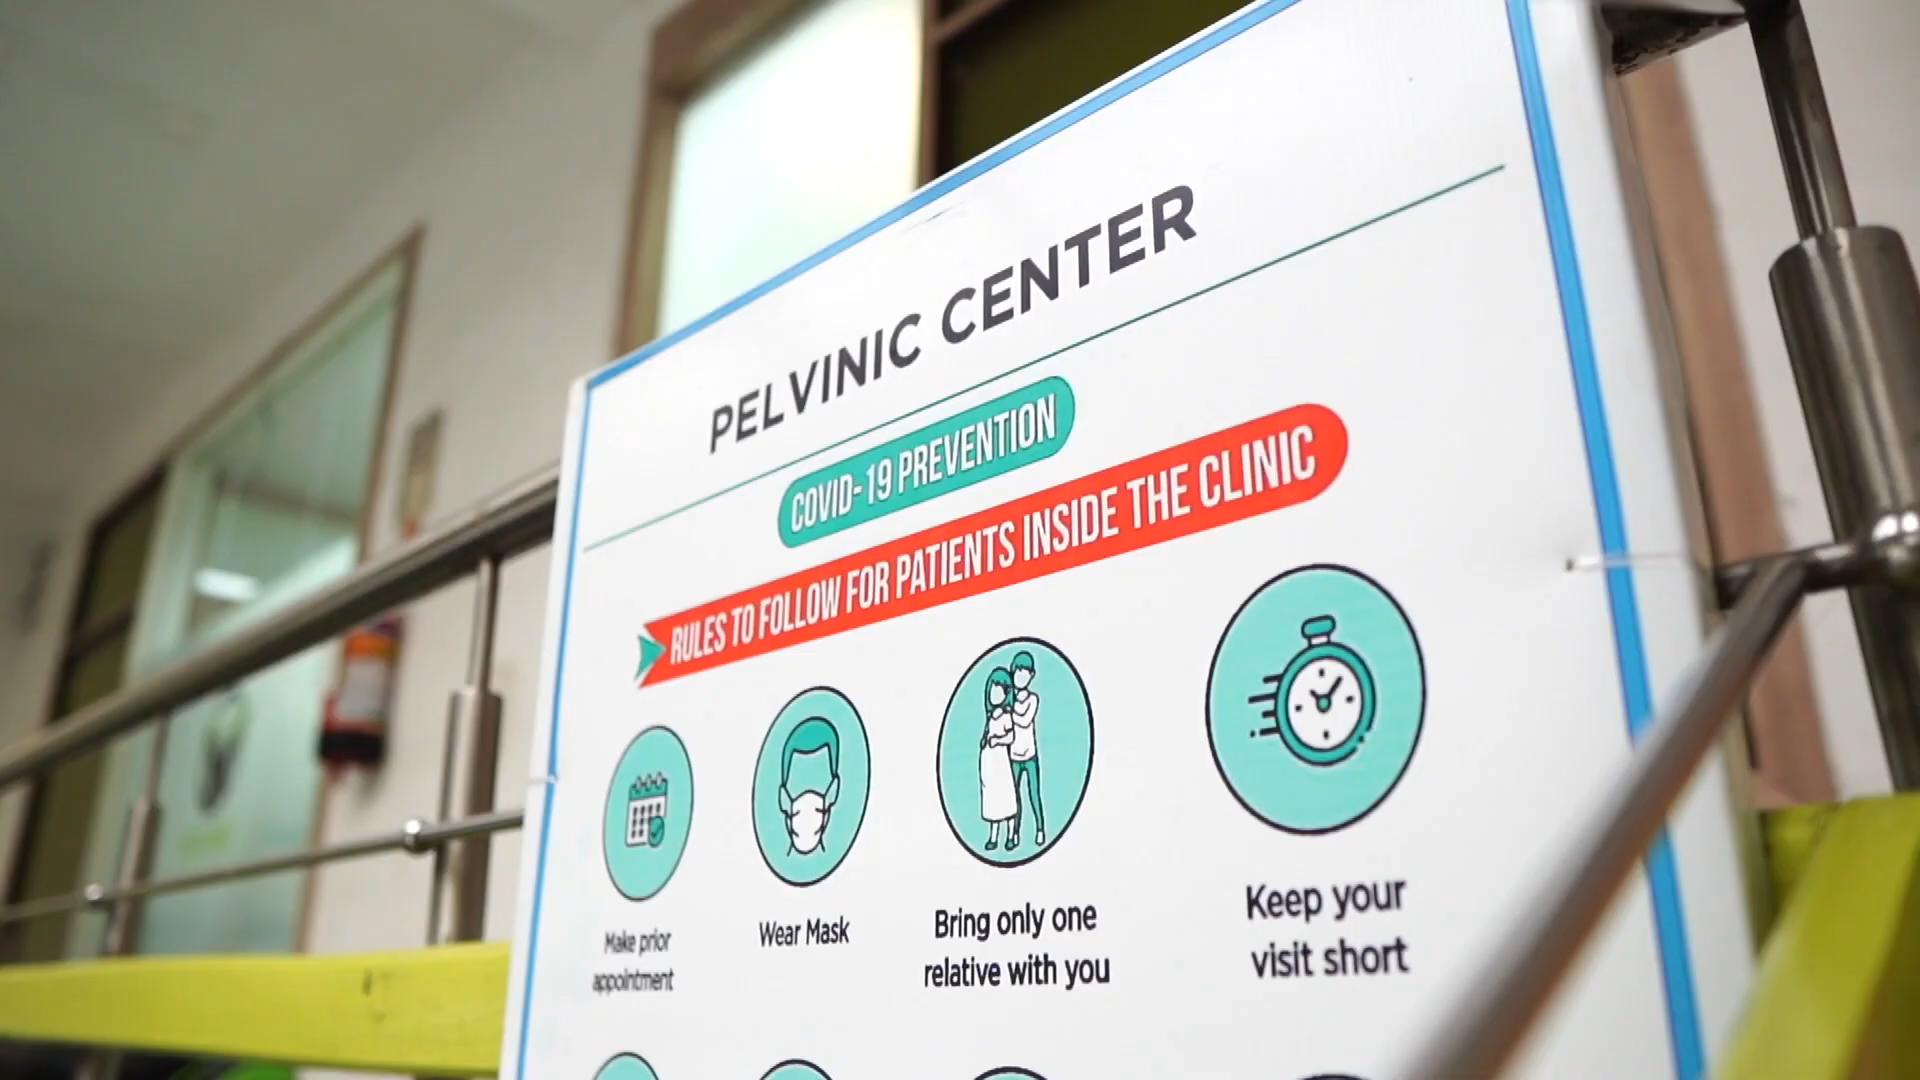 PELVINIC CENTER
COVID-19 PREVENTION
RULES TO FOLLOW FOR PATIENTS INSIDE THE CLINIC
Make prior
appointment
Wear Mask
Bring only one
relative with you
Keep your
visit short